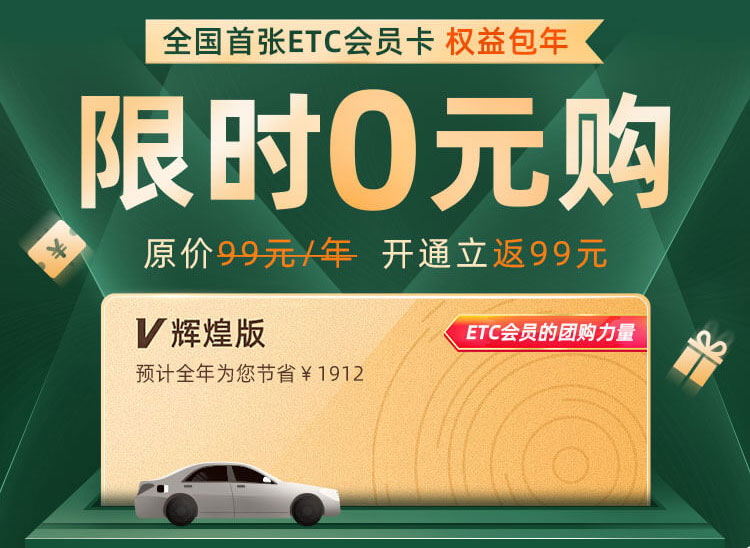 全国首张ETC会员卡 权益包年
限时0元购
原价99元/年 开通立返99元
V辉煌版
ETC会员的团购力量
预计全年为您节省￥1912
¥